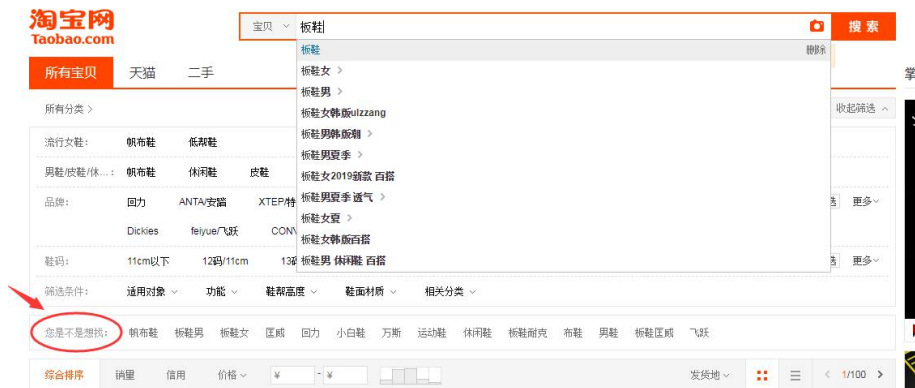 淘宝网
Taobao.com
宝贝 板鞋 搜索
板鞋 删除
板鞋女
板鞋男
板鞋女韩版ulzzang
板鞋男韩版潮
板鞋男夏季
板鞋女2019新款 百搭
板鞋男夏季 透气
板鞋女夏
板鞋女韩版百搭
板鞋男 休闲鞋 百搭
所有宝贝 天猫 二手
所有分类 > 收起筛选
流行女鞋： 帆布鞋 低帮鞋
男鞋/皮鞋/休...： 帆布鞋 休闲鞋 皮鞋
品牌： 回力 ANTA/安踏 XTEP/特 更多
Dickies feiyue/飞跃 CON
鞋码： 11cm以下 12码/11cm 13码 更多
筛选条件： 适用对象 功能 鞋帮高度 鞋面材质 相关分类
您是不是想找： 帆布鞋 板鞋男 板鞋女 匡威 回力 小白鞋 万斯 运动鞋 休闲鞋 板鞋耐克 布鞋 男鞋 板鞋匡威 飞跃
综合排序 销量 信用 价格 ¥ - ¥ 发货地 < 1/100 >